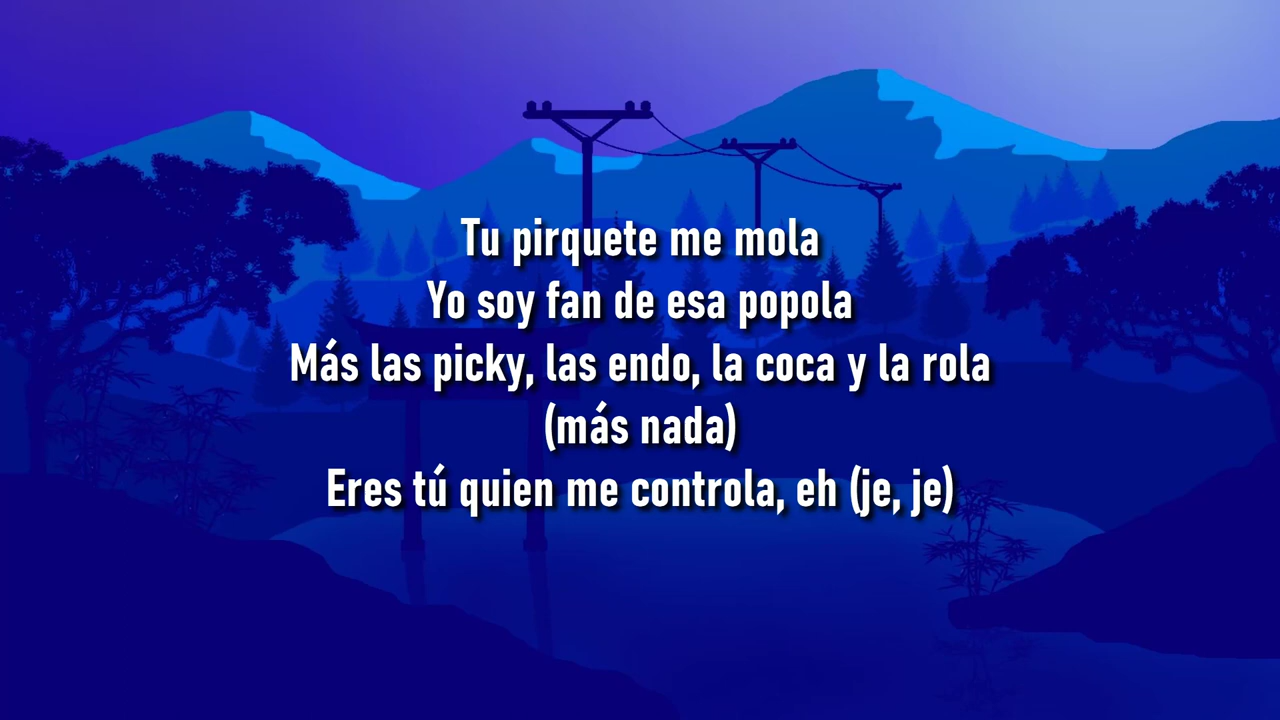 Tu pirquete me mola
Yo soy fan de esa popola
Más las picky, las endo, la coca y la rola
(más nada)
Eres tú quien me controla, eh (je, je)